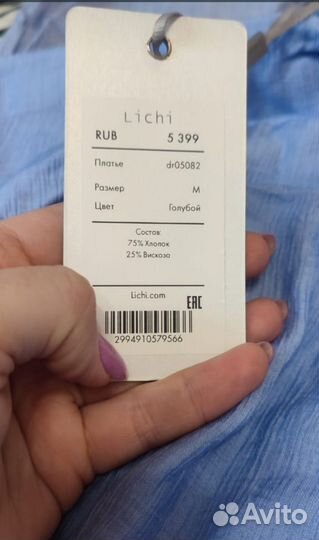 Lichi
RUB 5 399
Платье dr05082
Размер M
Цвет Голубой
Состав:
75% Хлопок
25% Вискоза
Lichi.com
EAC
2994910579566
Avito